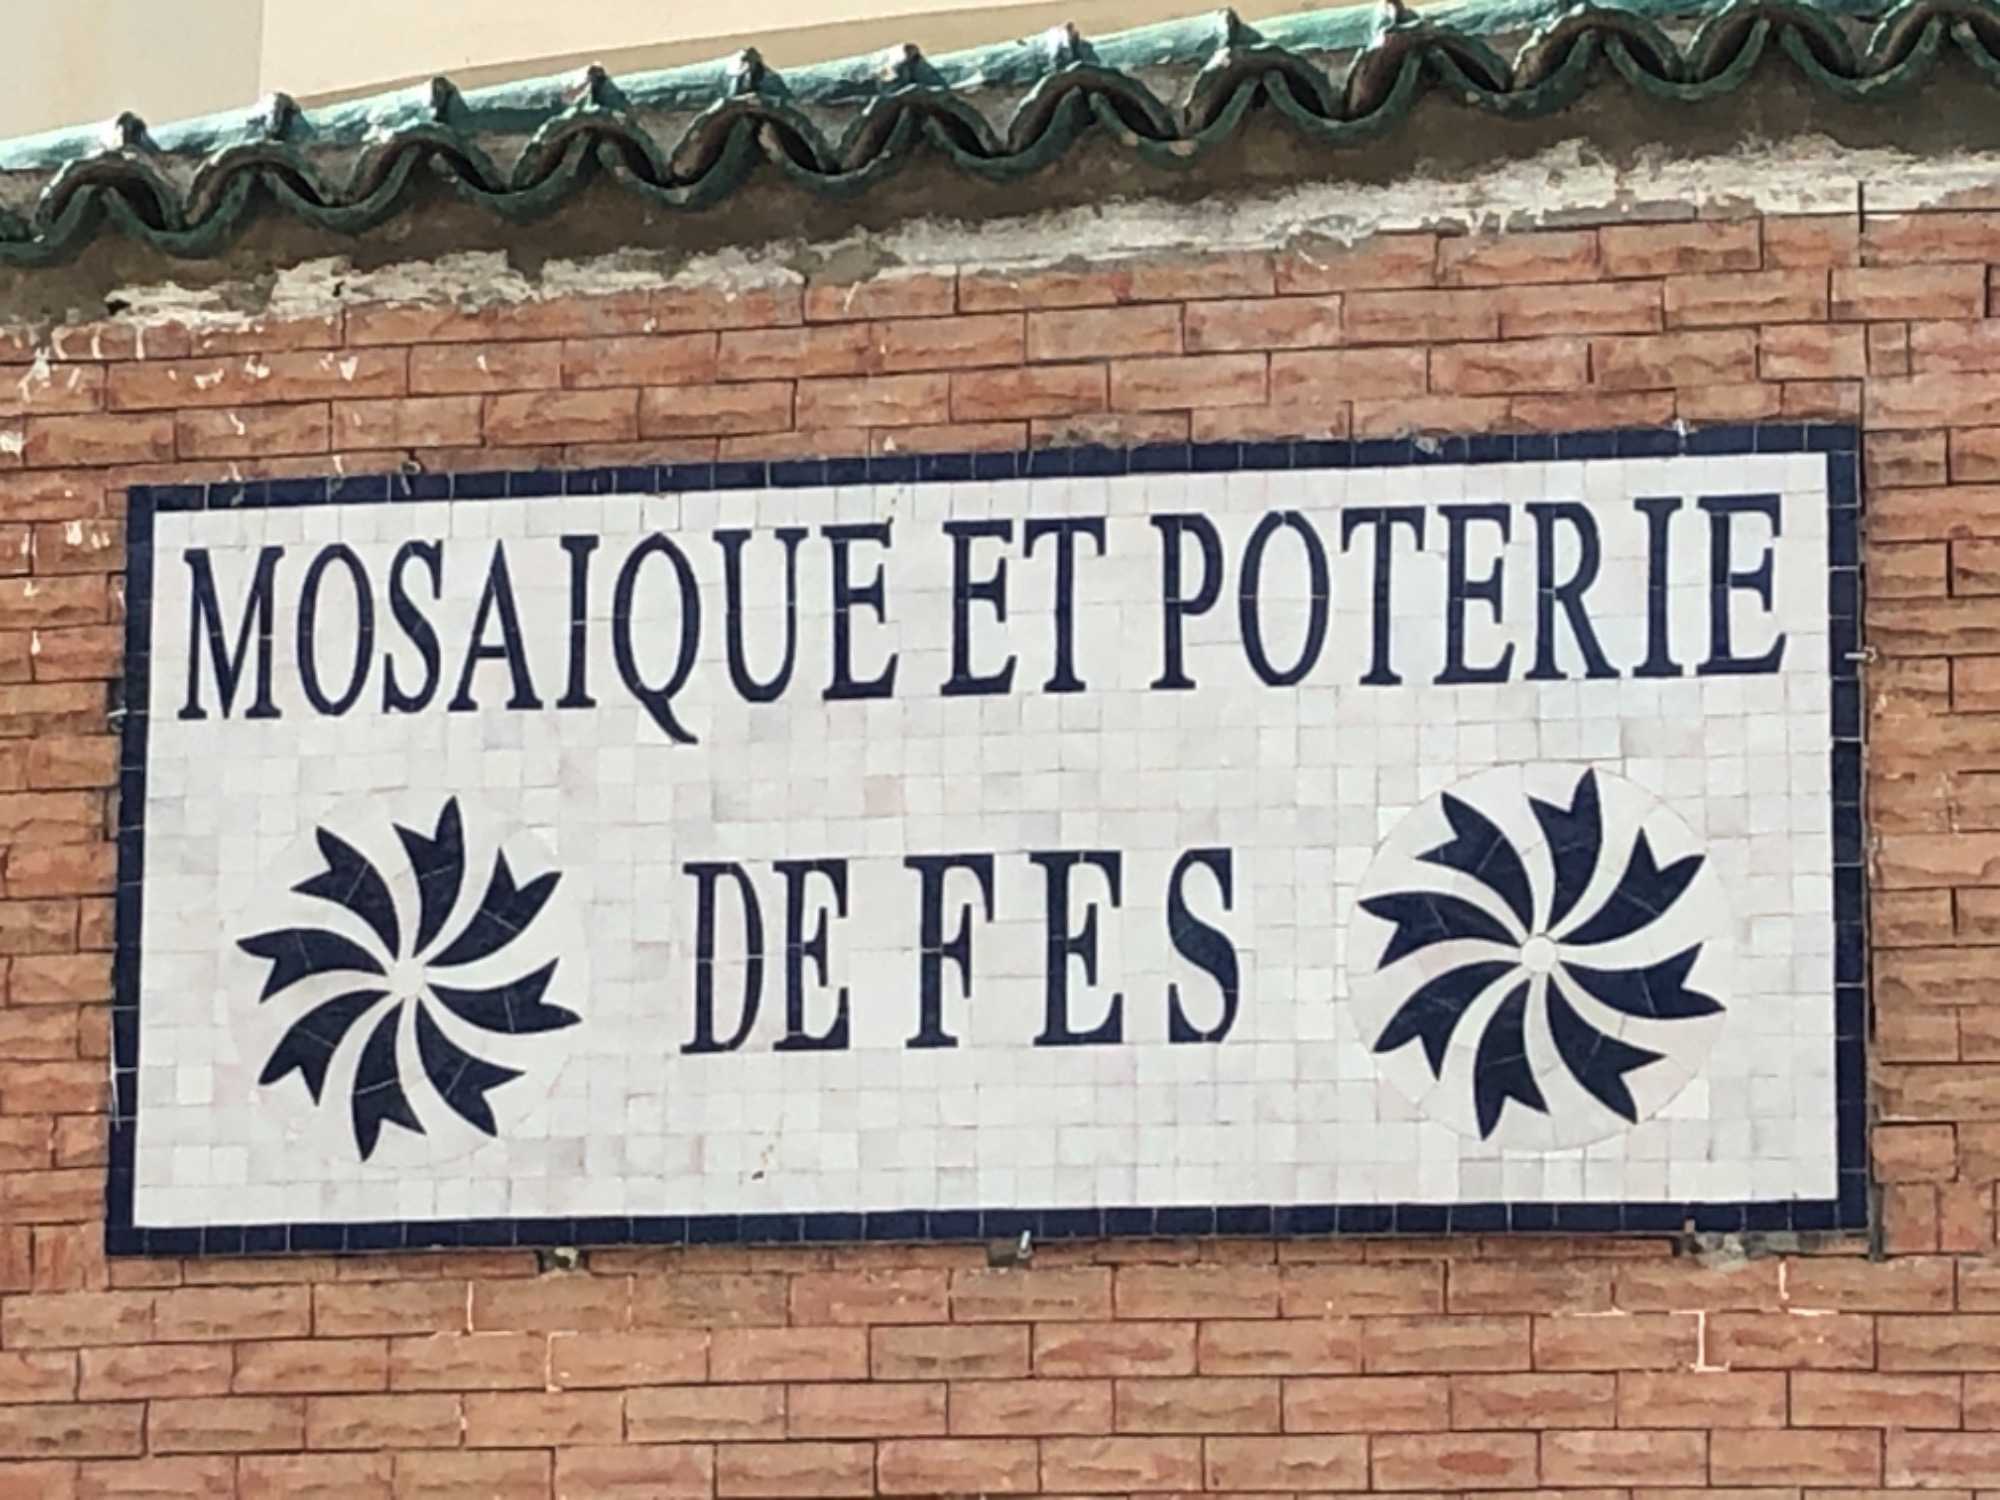 MOSAIQUE ET POTERIE
DE FES